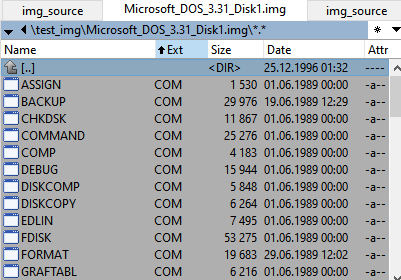 img_source Microsoft_DOS_3.31_Disk1.img img_source
\test_img\Microsoft_DOS_3.31_Disk1.img\*.* * ▼
Name Ext Size Date Attr
[..] <DIR> 25.12.1996 01:32 ----
ASSIGN COM 1 530 01.06.1989 00:00 -a--
BACKUP COM 29 976 19.06.1989 12:29 -a--
CHKDSK COM 11 867 01.06.1989 00:00 -a--
COMMAND COM 25 276 01.06.1989 00:00 -a--
COMP COM 4 183 01.06.1989 00:00 -a--
DEBUG COM 15 944 01.06.1989 00:00 -a--
DISKCOMP COM 5 848 01.06.1989 00:00 -a--
DISKCOPY COM 6 264 01.06.1989 00:00 -a--
EDLIN COM 7 495 01.06.1989 00:00 -a--
FDISK COM 53 275 01.06.1989 00:00 -a--
FORMAT COM 19 683 29.06.1989 12:02 -a--
GRAFTABL COM 6 216 01.06.1989 00:00 -a--